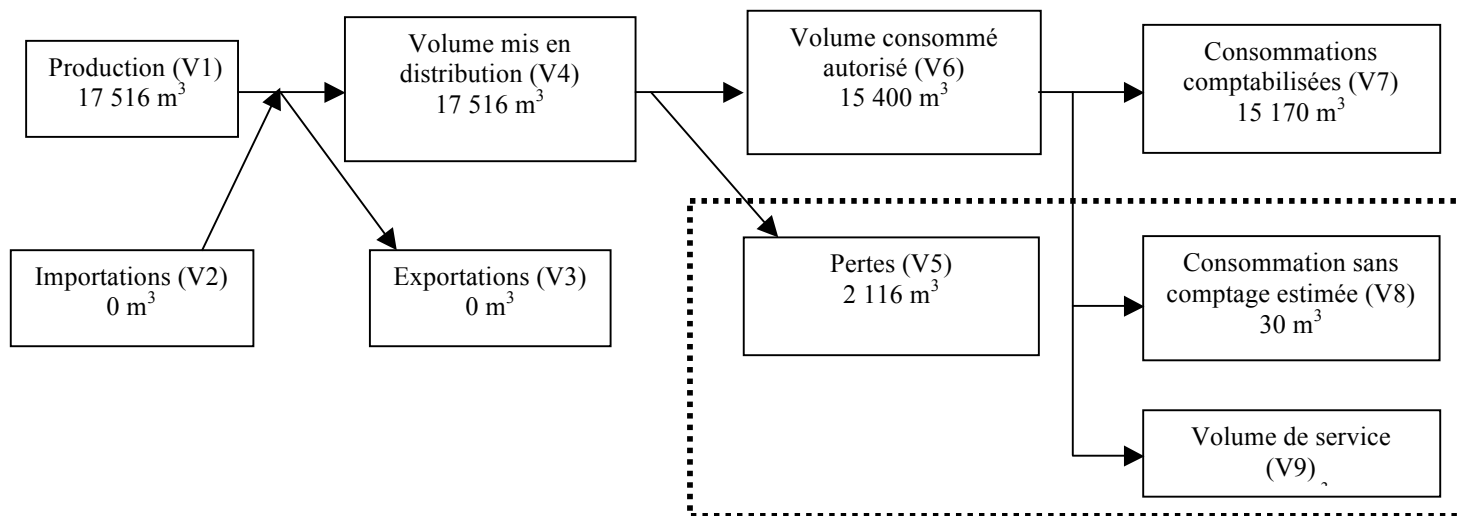 Production (V1)
17 516 m³
Volume mis en
distribution (V4)
17 516 m³
Volume consommé
autorisé (V6)
15 400 m³
Consommations
comptabilisées (V7)
15 170 m³
Importations (V2)
0 m³
Exportations (V3)
0 m³
Pertes (V5)
2 116 m³
Consommation sans
comptage estimée (V8)
30 m³
Volume de service
(V9)